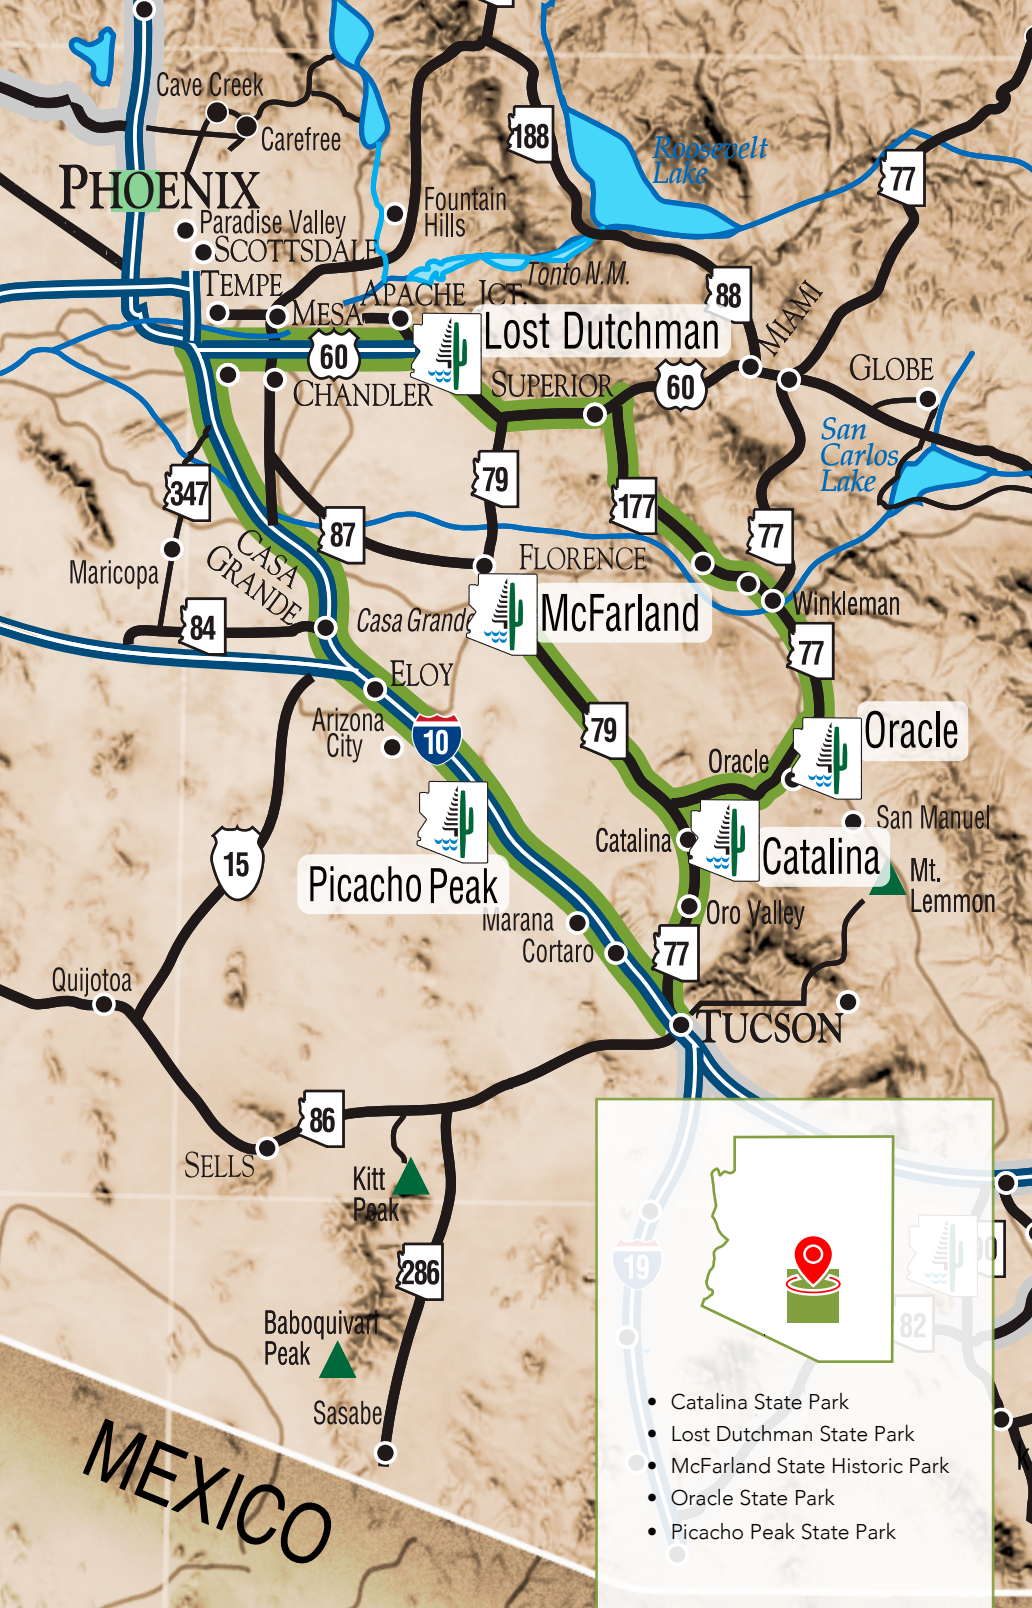 Cave Creek
Carefree
188
Roosevelt
Lake
77
PHOENIX
Fountain
Hills
Paradise Valley
SCOTTSDALE
TEMPE
Tonto N.M.
APACHE JCT.
88
MESA
MIAMI
Lost Dutchman
60
CHANDLER
SUPERIOR
60
GLOBE
San
Carlos
Lake
347
79
177
87
77
CASA
GRANDE
FLORENCE
Maricopa
84
Casa Grand
McFarland
Winkleman
77
ELOY
Arizona
City
10
79
Oracle
Oracle
San Manuel
Catalina
Catalina
Mt.
Lemmon
15
Picacho Peak
Marana
Cortaro
Oro Valley
77
Quijotoa
TUCSON
86
SELLS
Kitt
Peak
286
19
82
Baboquivari
Peak
Sasabe
MEXICO
• Catalina State Park
• Lost Dutchman State Park
• McFarland State Historic Park
• Oracle State Park
• Picacho Peak State Park